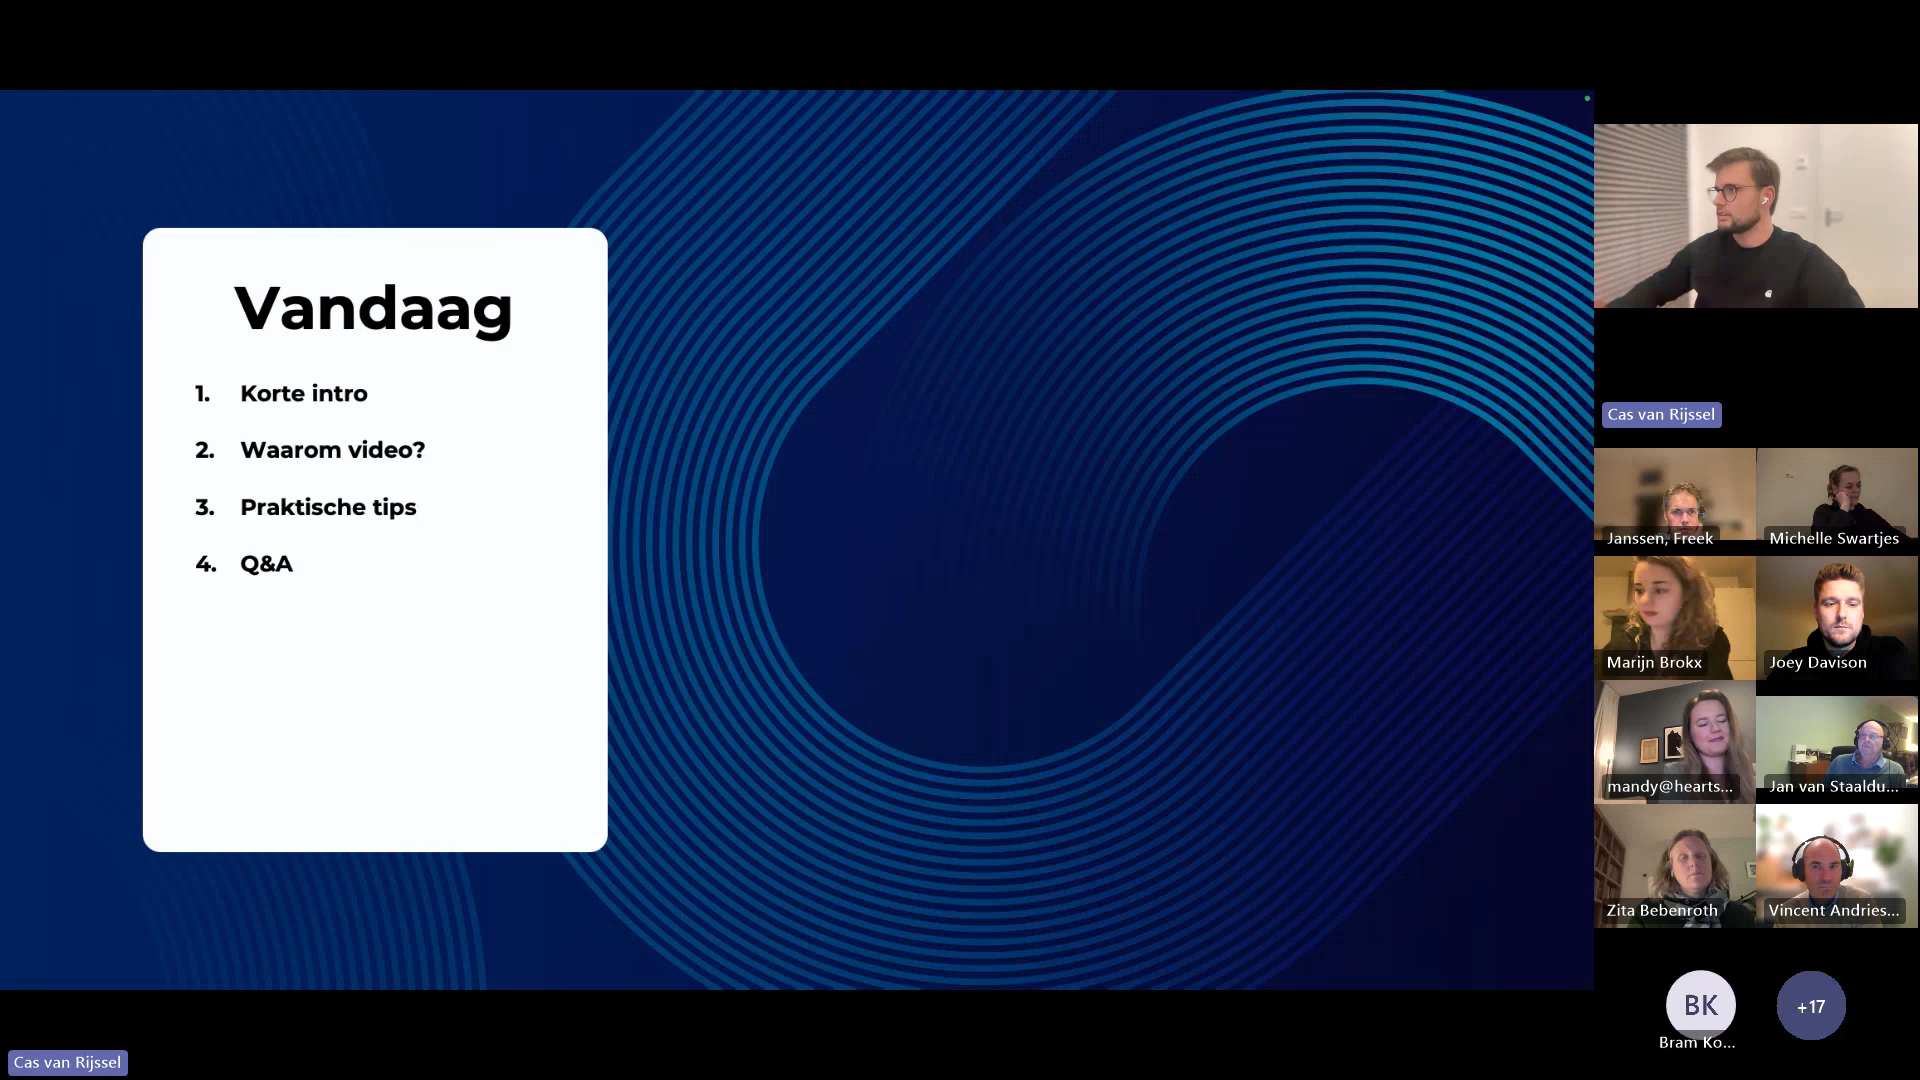 Vandaag
1. Korte intro
2. Waarom video?
3. Praktische tips
4. Q&A
Cas van Rijssel
Janssen, Freek
Michelle Swartjes
Marijn Brokx
Joey Davison
mandy@hearts...
Jan van Staaldu...
Zita Bebenroth
Vincent Andries...
BK
+17
Bram Ko...
Cas van Rijssel